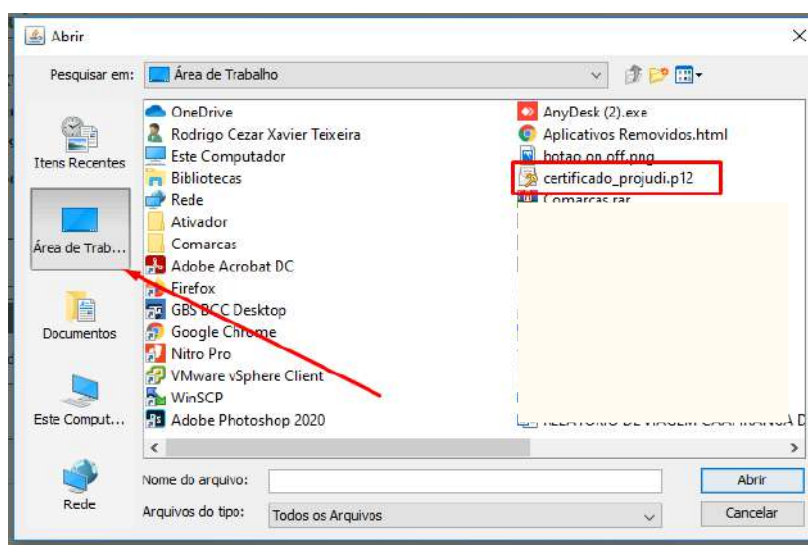 Abrir
Pesquisar em:
Área de Trabalho
Itens Recentes
Área de Trab...
Documentos
Este Comput...
Rede
OneDrive
Rodrigo Cezar Xavier Teixeira
Este Computador
Bibliotecas
Rede
Ativador
Comarcas
Adobe Acrobat DC
Firefox
GBS BCC Desktop
Google Chrome
Nitro Pro
VMware vSphere Client
WinSCP
Adobe Photoshop 2020
AnyDesk (2).exe
Aplicativos Removidos.html
botao on off.png
certificado_projudi.p12
Comarcas.rar
RELATORIO DE VIAGEM
Nome do arquivo:
Abrir
Arquivos do tipo:
Todos os Arquivos
Cancelar